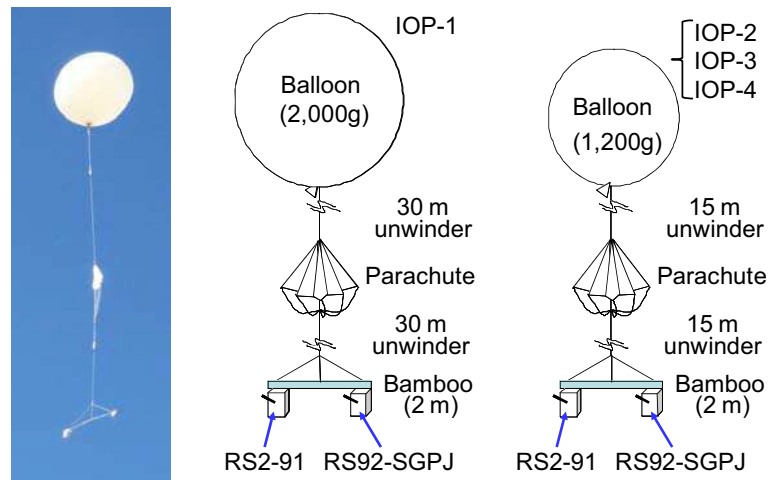 IOP-1
Balloon
(2,000g)
30 m
unwinder
Parachute
30 m
unwinder
Bamboo
(2 m)
RS2-91 RS92-SGPJ
IOP-2
IOP-3
IOP-4
Balloon
(1,200g)
15 m
unwinder
Parachute
15 m
unwinder
Bamboo
(2 m)
RS2-91 RS92-SGPJ